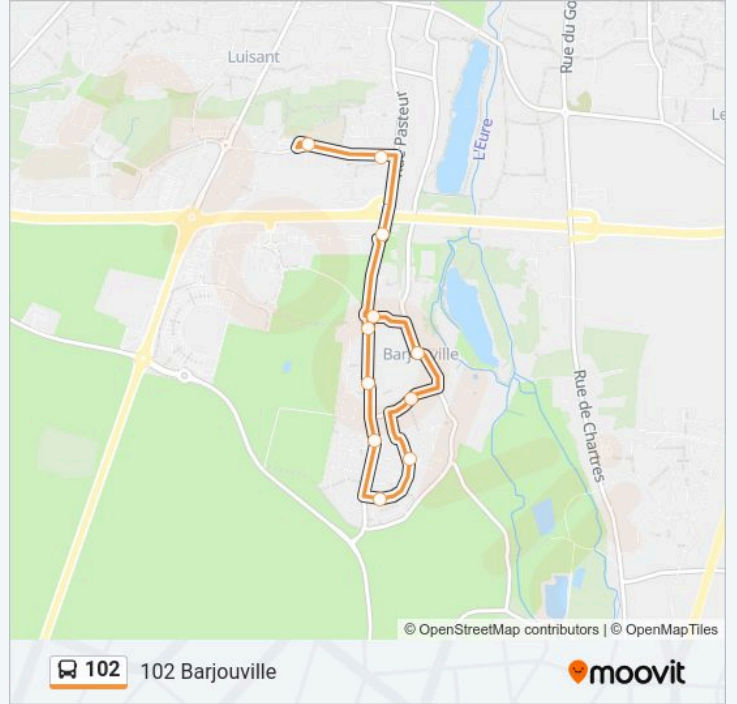 Luisant
Rue du Go
Rue Pasteur
L'Eure
Le
Barjouville
Rue de Chartres
© OpenStreetMap contributors | © OpenMapTiles
102
102 Barjouville
moovit